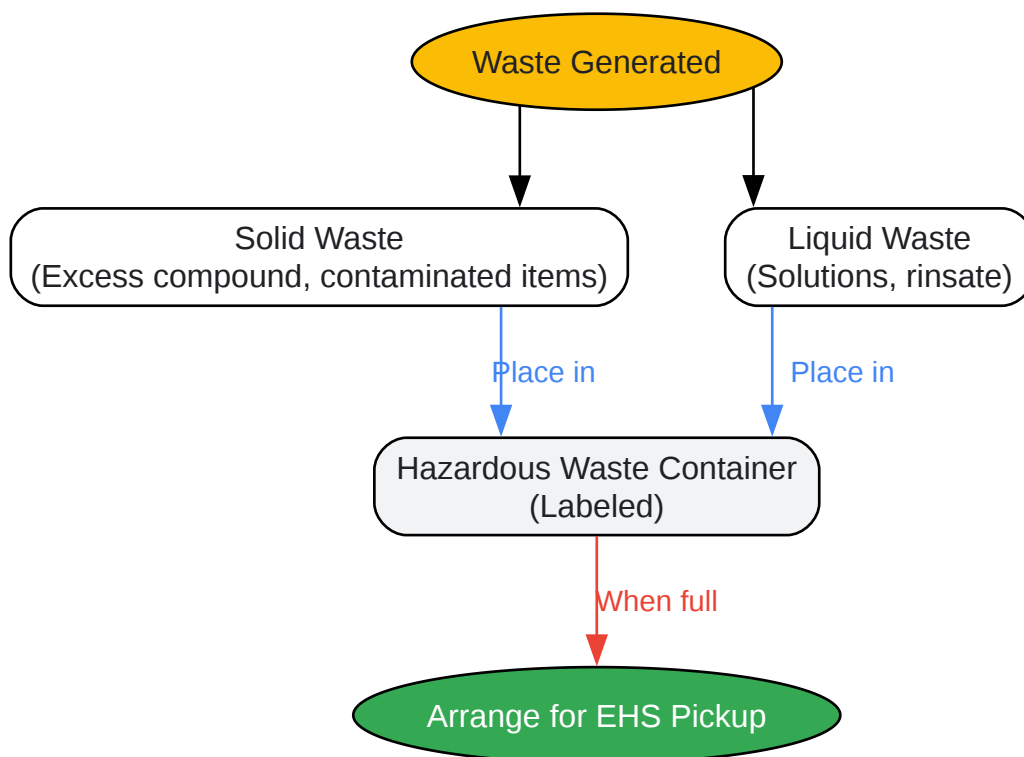 Waste Generated
Solid Waste
(Excess compound, contaminated items)
Liquid Waste
(Solutions, rinsate)
Place in
Place in
Hazardous Waste Container
(Labeled)
When full
Arrange for EHS Pickup